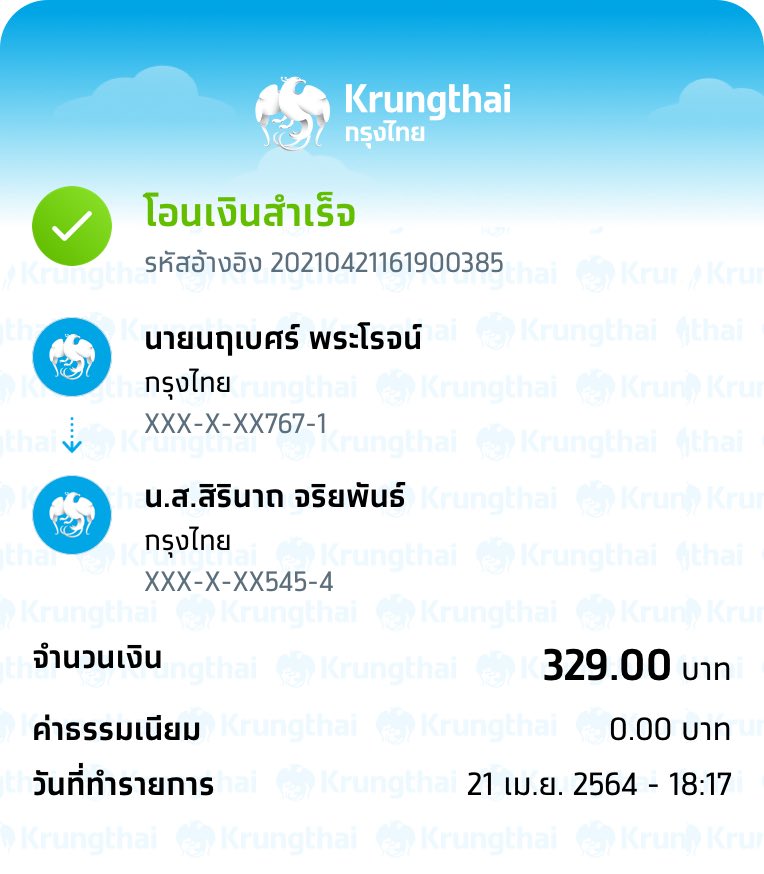 Krungthai
กรุงไทย
โอนเงินสำเร็จ
รหัสอ้างอิง 20210421161900385
นายนฤเบศร์ พระโรจน์
กรุงไทย
XXX-X-XX767-1
น.ส.สิรินาถ จริยพันธ์
กรุงไทย
XXX-X-XX545-4
จำนวนเงิน 329.00 บาท
ค่าธรรมเนียม 0.00 บาท
วันที่ทำรายการ 21 เม.ย. 2564 - 18:17